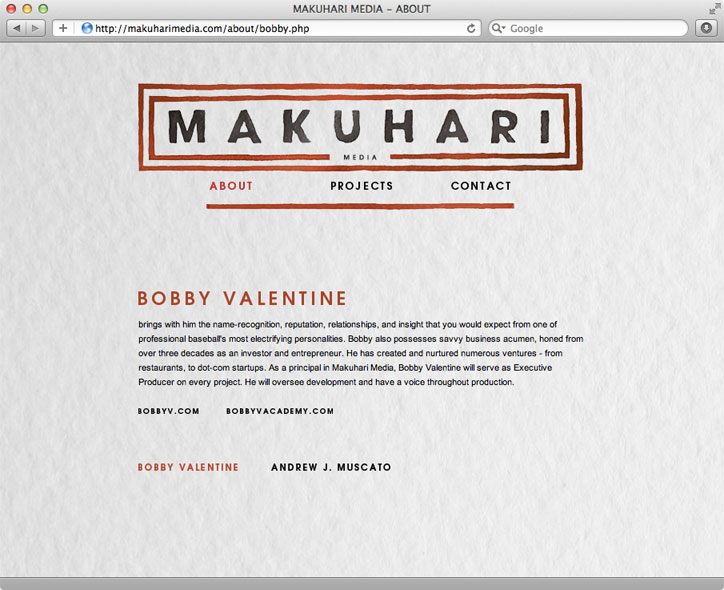 MAKUHARI MEDIA – ABOUT
http://makuharimedia.com/about/bobby.php
Google
MAKUHARI
MEDIA
ABOUT PROJECTS CONTACT
BOBBY VALENTINE
brings with him the name-recognition, reputation, relationships, and insight that you would expect from one of
professional baseball's most electrifying personalities. Bobby also possesses savvy business acumen, honed from
over three decades as an investor and entrepreneur. He has created and nurtured numerous ventures - from
restaurants, to dot-com startups. As a principal in Makuhari Media, Bobby Valentine will serve as Executive
Producer on every project. He will oversee development and have a voice throughout production.
BOBBYV.COM BOBBYVACADEMY.COM
BOBBY VALENTINE ANDREW J. MUSCATO